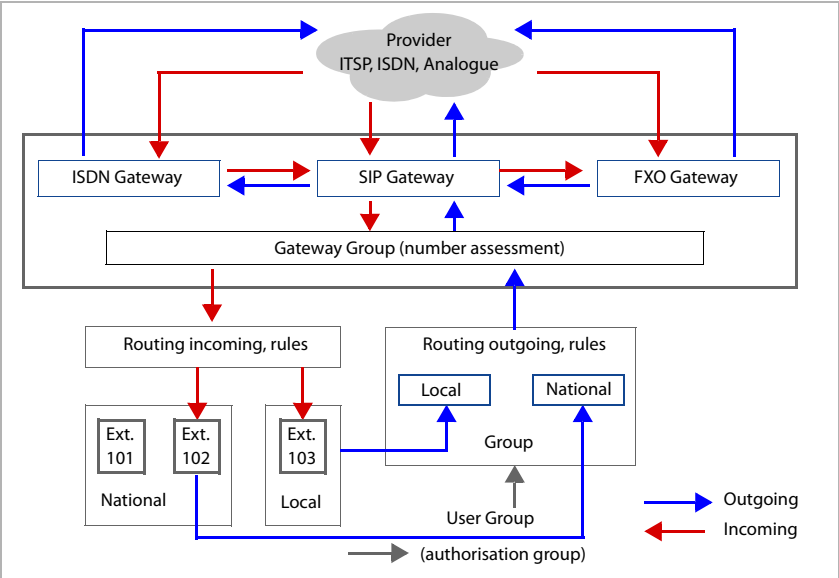 Provider
ITSP, ISDN, Analogue
ISDN Gateway
SIP Gateway
FXO Gateway
Gateway Group (number assessment)
Routing incoming, rules
Routing outgoing, rules
Local
National
Ext.
101
Ext.
102
Ext.
103
Group
National
Local
User Group
(authorisation group)
Outgoing
Incoming